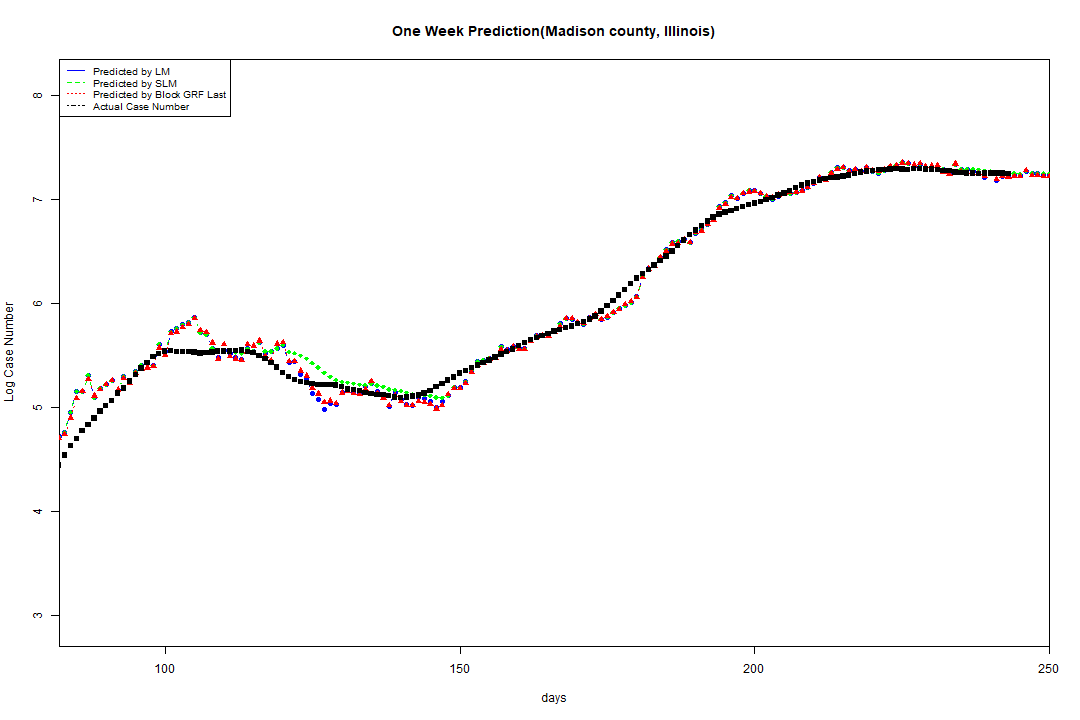 One Week Prediction(Madison county, Illinois)
Predicted by LM
Predicted by SLM
Predicted by Block GRF Last
Actual Case Number
8
7
6
5
4
3
Log Case Number
100 150 200 250
days